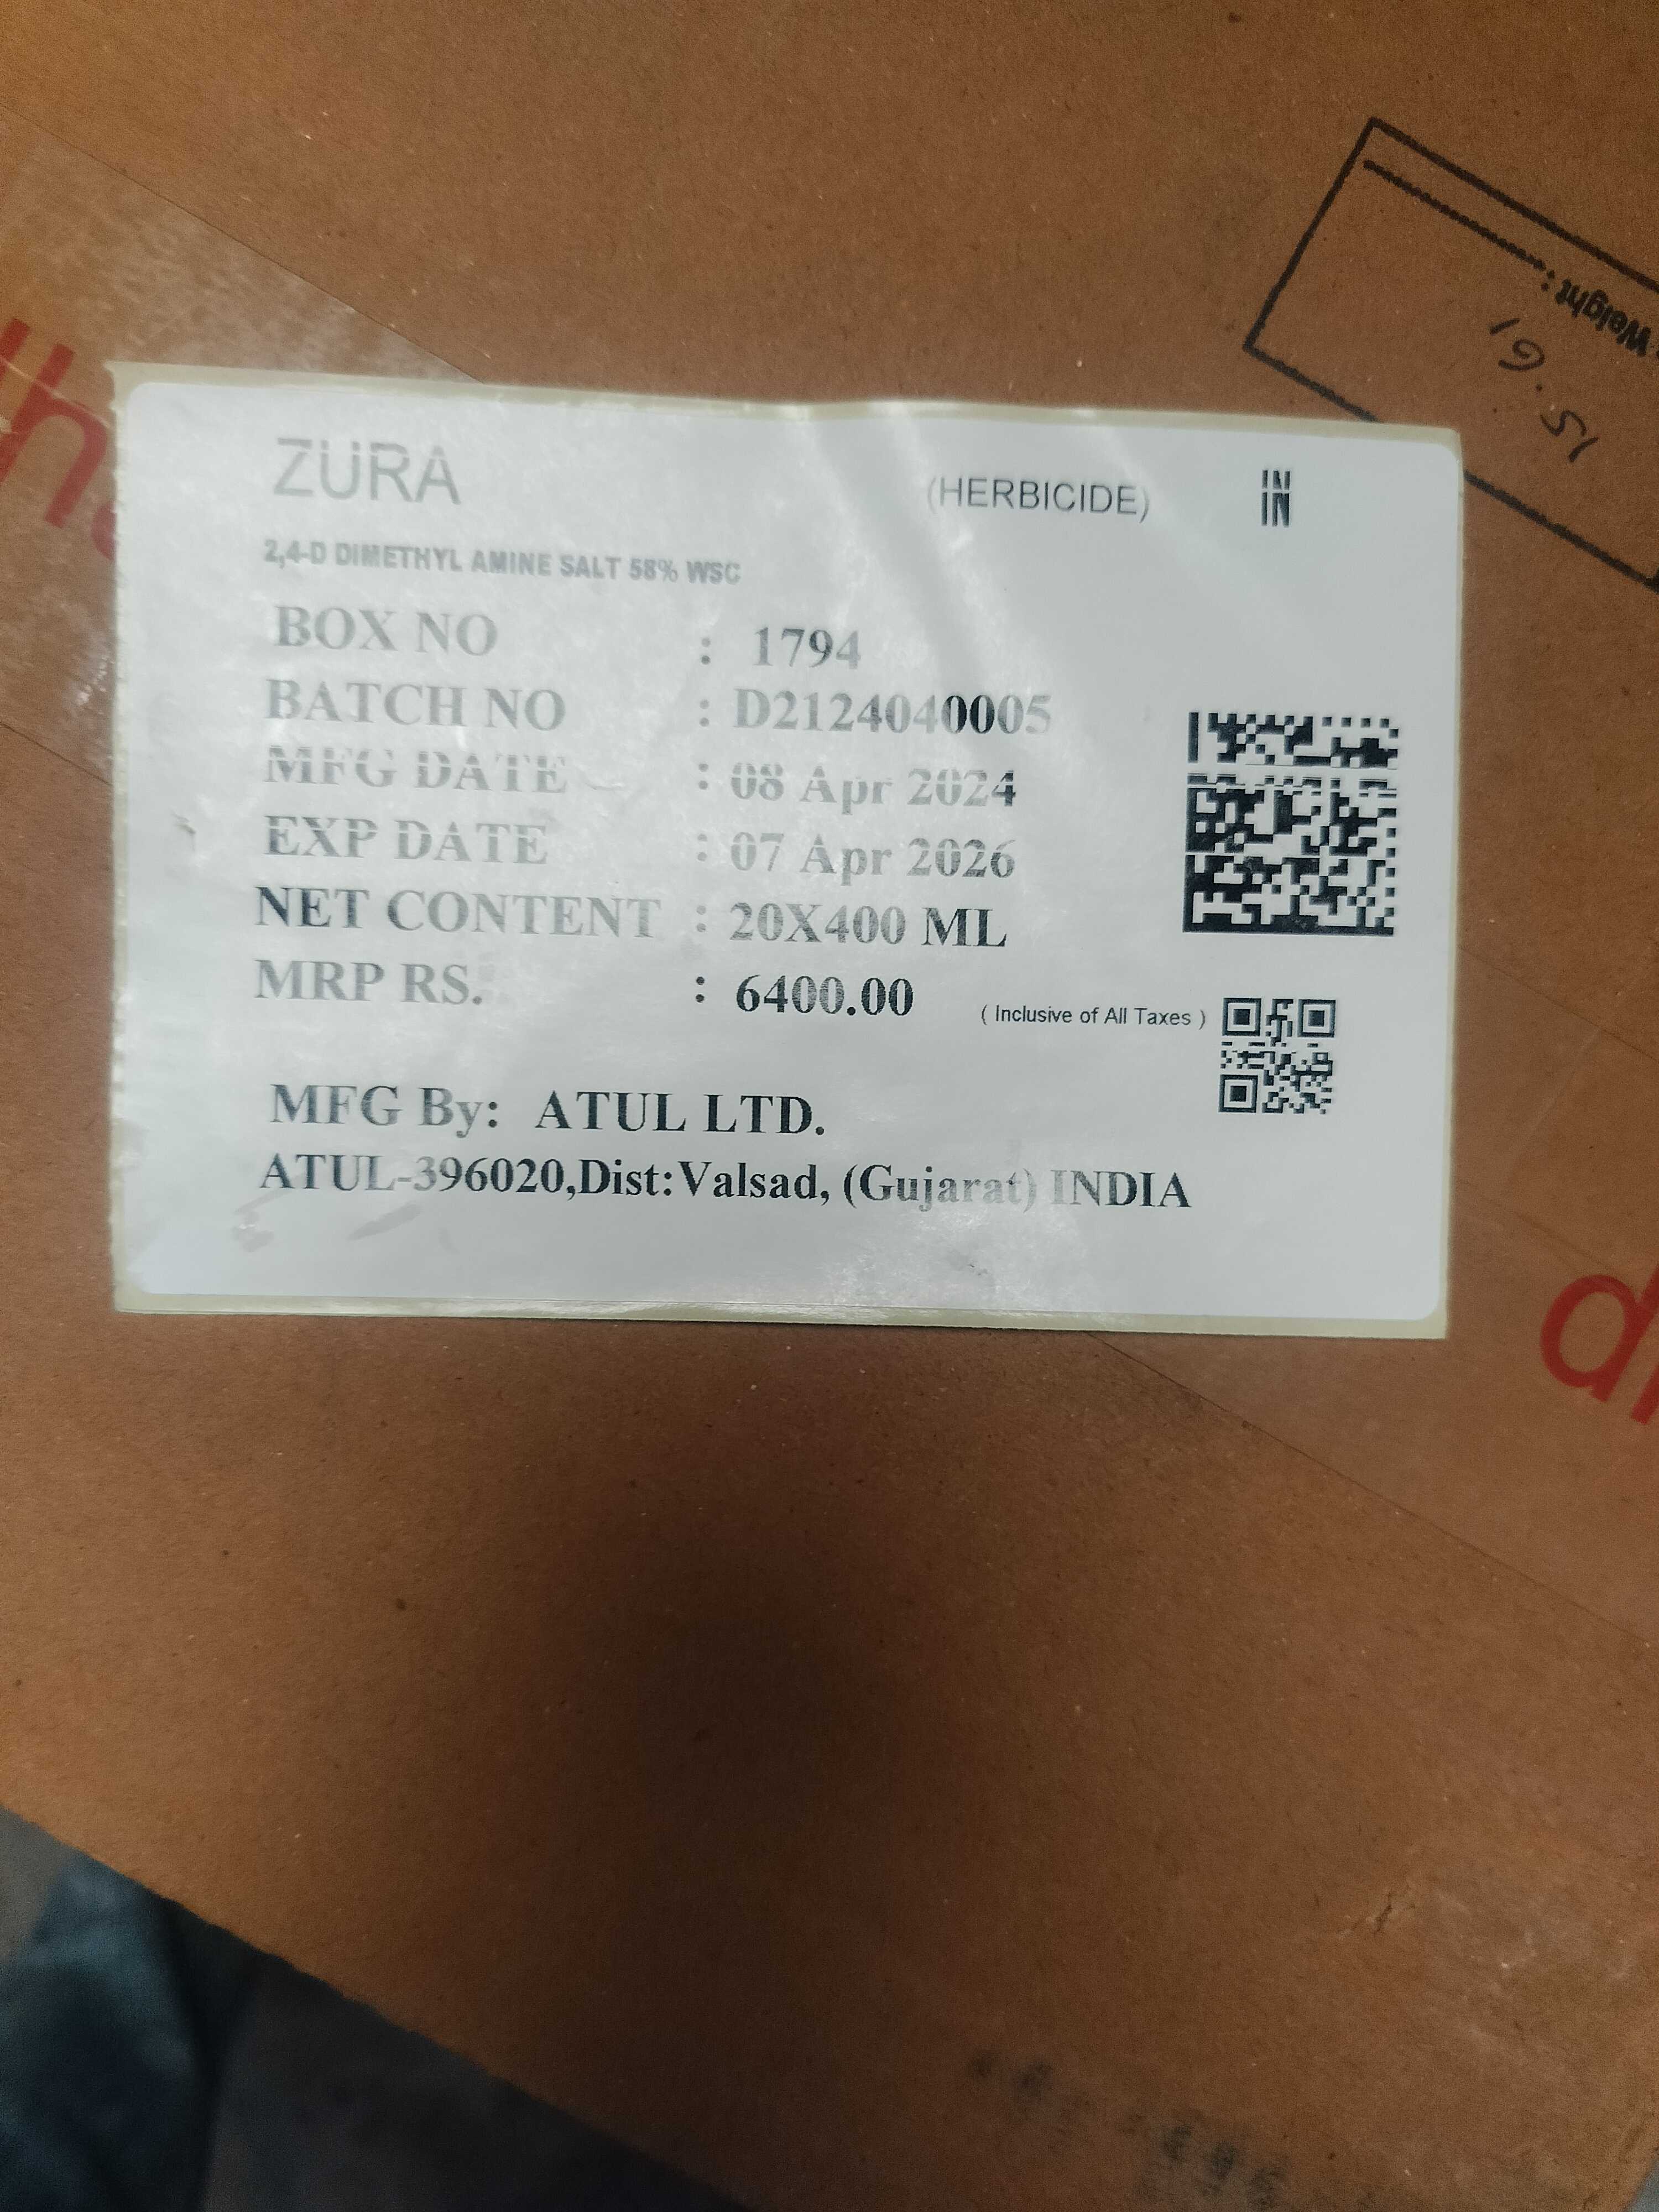 ZURA (HERBICIDE) IN
2,4-D DIMETHYL AMINE SALT 58% WSC
BOX NO : 1794
BATCH NO : D2124040005
MFG DATE : 08 Apr 2024
EXP DATE : 07 Apr 2026
NET CONTENT : 20X400 ML
MRP RS. : 6400.00 ( Inclusive of All Taxes )
MFG By: ATUL LTD.
ATUL-396020,Dist:Valsad, (Gujarat) INDIA
Weight :